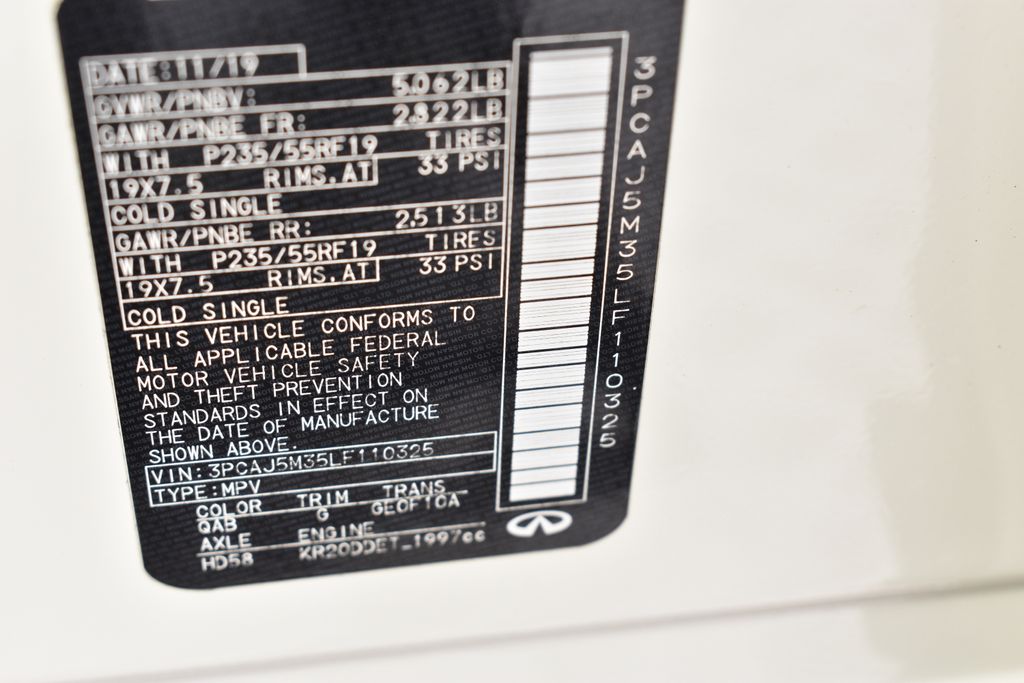 DATE:11/19
GVWR/PNBV: 5,062LB
GAWR/PNBE FR: 2,822LB
WITH P235/55RF19 TIRES
19X7.5 RIMS.AT 33 PSI
COLD SINGLE
GAWR/PNBE RR: 2,513LB
WITH P235/55RF19 TIRES
19X7.5 RIMS.AT 33 PSI
COLD SINGLE
THIS VEHICLE CONFORMS TO
ALL APPLICABLE FEDERAL
MOTOR VEHICLE SAFETY
AND THEFT PREVENTION
STANDARDS IN EFFECT ON
THE DATE OF MANUFACTURE
SHOWN ABOVE.
VIN:3PCAJ5M35LF110325
TYPE:MPV
COLOR TRIM TRANS
QAB G GE0F10A
AXLE ENGINE
HD58 KR20DDET 1997cc
3PCAJ5M35LF110325